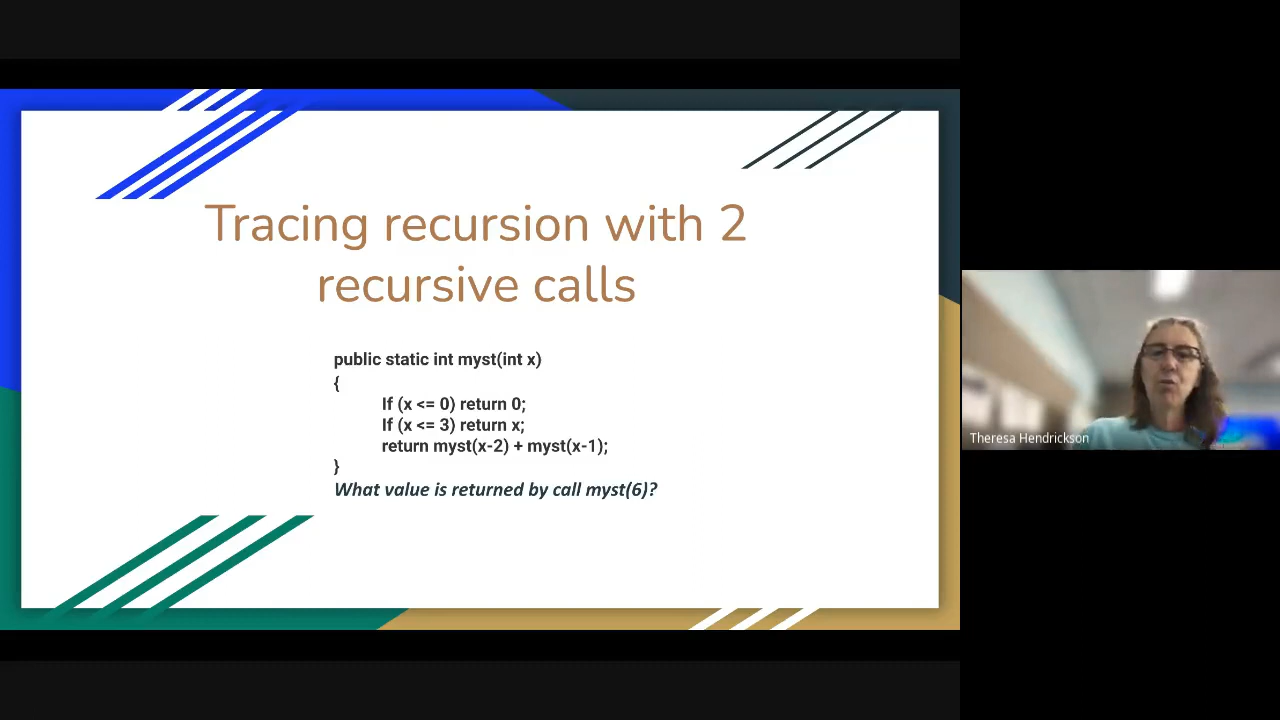 Tracing recursion with 2
recursive calls
public static int myst(int x)
{
If (x <= 0) return 0;
If (x <= 3) return x;
return myst(x-2) + myst(x-1);
}
What value is returned by call myst(6)?
Theresa Hendrickson